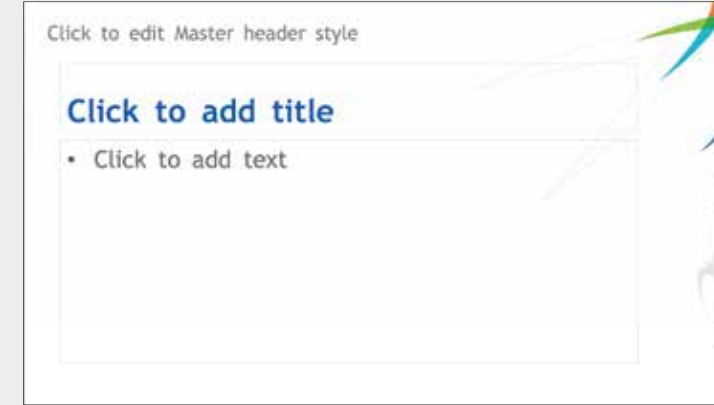 Click to edit Master header style
Click to add title
• Click to add text